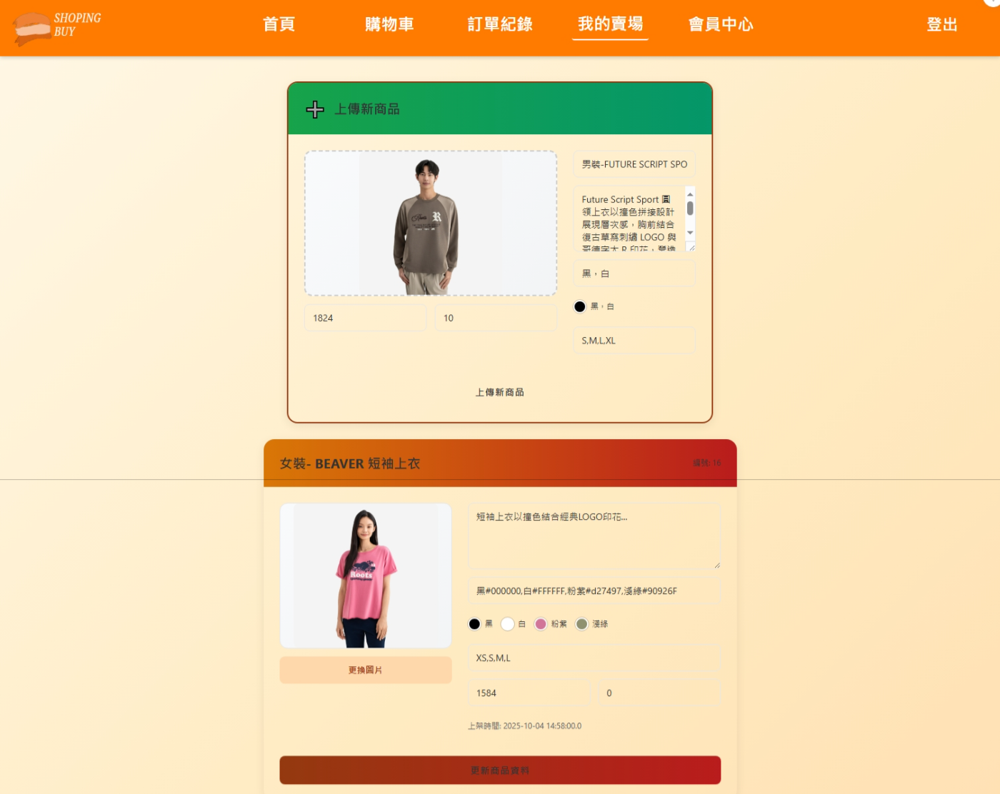 SHOPING
BUY
首頁
購物車
訂單紀錄
我的賣場
會員中心
登出
上傳新商品
男裝-FUTURE SCRIPT SPO
Future Script Sport 圓
領上衣以撞色拼接設計
展現層次感，胸前結合
復古草寫刺繡 LOGO 與
哥德字大 R 印花，營造
黑，白
黑，白
1824
10
S,M,L,XL
上傳新商品
女裝- BEAVER 短袖上衣
編號: 16
Roots
短袖上衣以撞色結合經典LOGO印花...
黑#000000,白#FFFFFF,粉紫#d27497,淺綠#90926F
黑
白
粉紫
淺綠
更換圖片
XS,S,M,L
1584
0
上架時間: 2025-10-04 14:58:00.0
更新商品資料